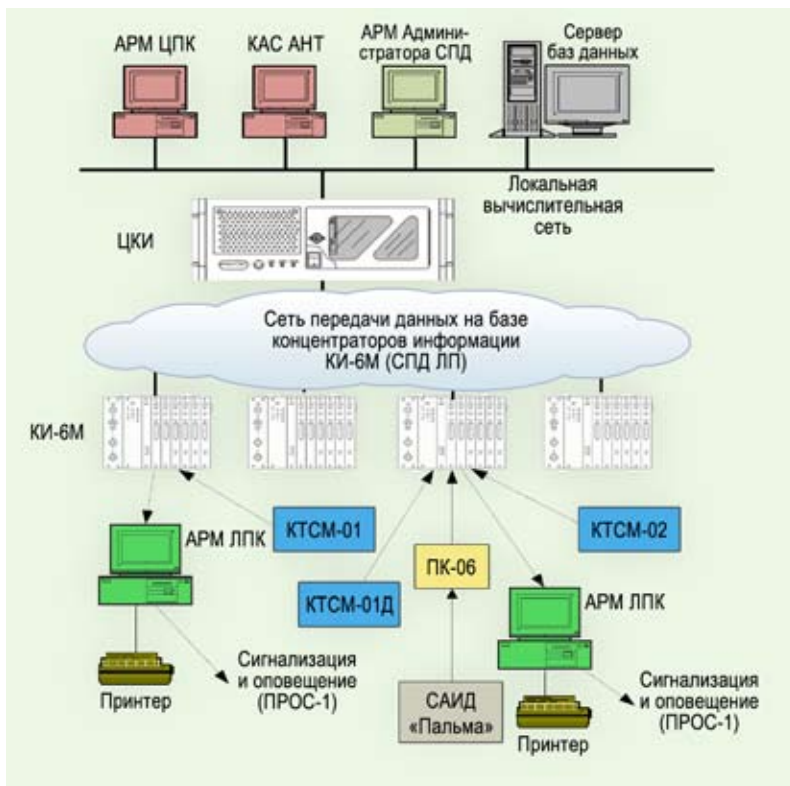 АРМ ЦПК
КАС АНТ
АРМ Админи-
стратора СПД
Сервер
баз данных
Локальная
вычислительная
сеть
ЦКИ
Сеть передачи данных на базе
концентраторов информации
КИ-6М (СПД ЛП)
КИ-6М
АРМ ЛПК
КТСМ-01
КТСМ-01Д
ПК-06
КТСМ-02
АРМ ЛПК
Принтер
Сигнализация
и оповещение
(ПРОС-1)
САИД
«Пальма»
Принтер
Сигнализация
и оповещение
(ПРОС-1)